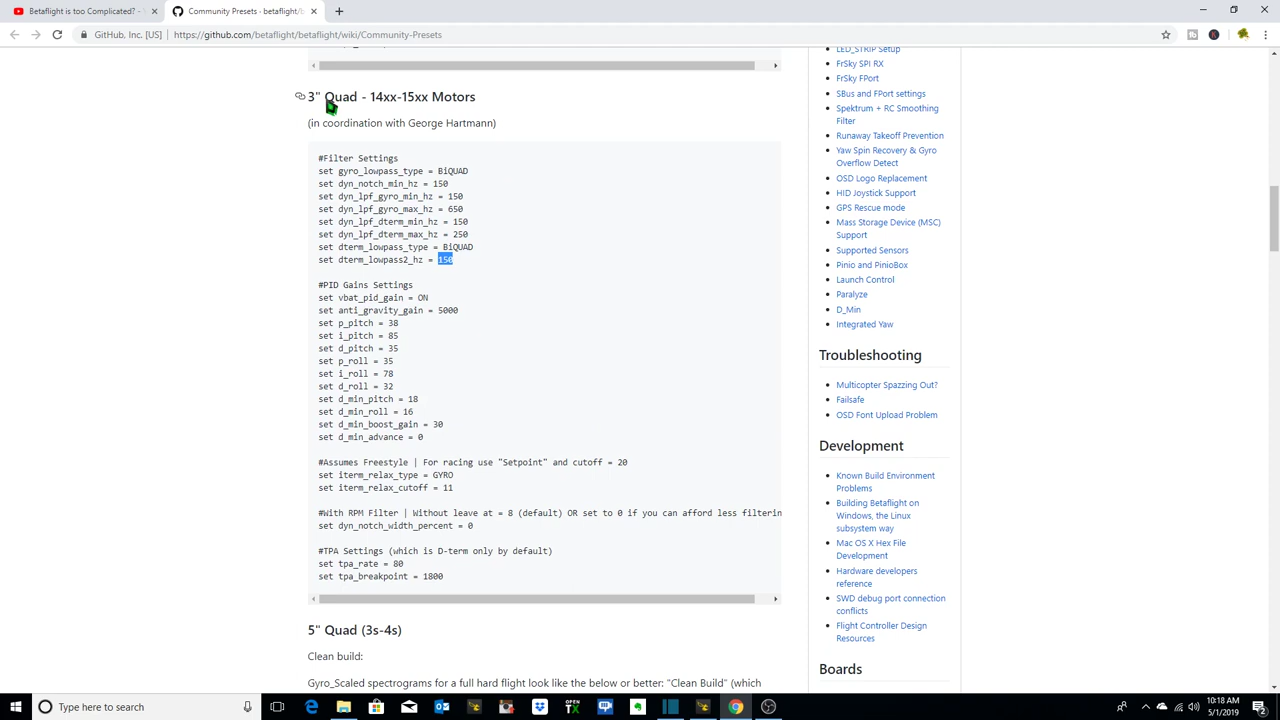 Betaflight is too Complicated? -
Community Presets - betaflight/b
GitHub, Inc. [US]
https://github.com/betaflight/betaflight/wiki/Community-Presets
3" Quad - 14xx-15xx Motors
(in coordination with George Hartmann)
#Filter Settings
set gyro_lowpass_type = BiQUAD
set dyn_notch_min_hz = 150
set dyn_lpf_gyro_min_hz = 150
set dyn_lpf_gyro_max_hz = 650
set dyn_lpf_dterm_min_hz = 150
set dyn_lpf_dterm_max_hz = 250
set dterm_lowpass_type = BiQUAD
set dterm_lowpass2_hz = 150
#PID Gains Settings
set vbat_pid_gain = ON
set anti_gravity_gain = 5000
set p_pitch = 38
set i_pitch = 85
set d_pitch = 35
set p_roll = 35
set i_roll = 78
set d_roll = 32
set d_min_pitch = 18
set d_min_roll = 16
set d_min_boost_gain = 30
set d_min_advance = 0
#Assumes Freestyle | For racing use "Setpoint" and cutoff = 20
set iterm_relax_type = GYRO
set iterm_relax_cutoff = 11
#With RPM Filter | Without leave at = 8 (default) OR set to 0 if you can afford less filterin
set dyn_notch_width_percent = 0
#TPA Settings (which is D-term only by default)
set tpa_rate = 80
set tpa_breakpoint = 1800
5" Quad (3s-4s)
Clean build:
Gyro_Scaled spectrograms for a full hard flight look like the below or better: "Clean Build" (which
LED_STRIP Setup
FrSky SPI RX
FrSky FPort
SBus and FPort settings
Spektrum + RC Smoothing
Filter
Runaway Takeoff Prevention
Yaw Spin Recovery & Gyro
Overflow Detect
OSD Logo Replacement
HID Joystick Support
GPS Rescue mode
Mass Storage Device (MSC)
Support
Supported Sensors
Pinio and PinioBox
Launch Control
Paralyze
D_Min
Integrated Yaw
Troubleshooting
Multicopter Spazzing Out?
Failsafe
OSD Font Upload Problem
Development
Known Build Environment
Problems
Building Betaflight on
Windows, the Linux
subsystem way
Mac OS X Hex File
Development
Hardware developers
reference
SWD debug port connection
conflicts
Flight Controller Design
Resources
Boards
Type here to search
OPEN
TX
10:18 AM
5/1/2019
2